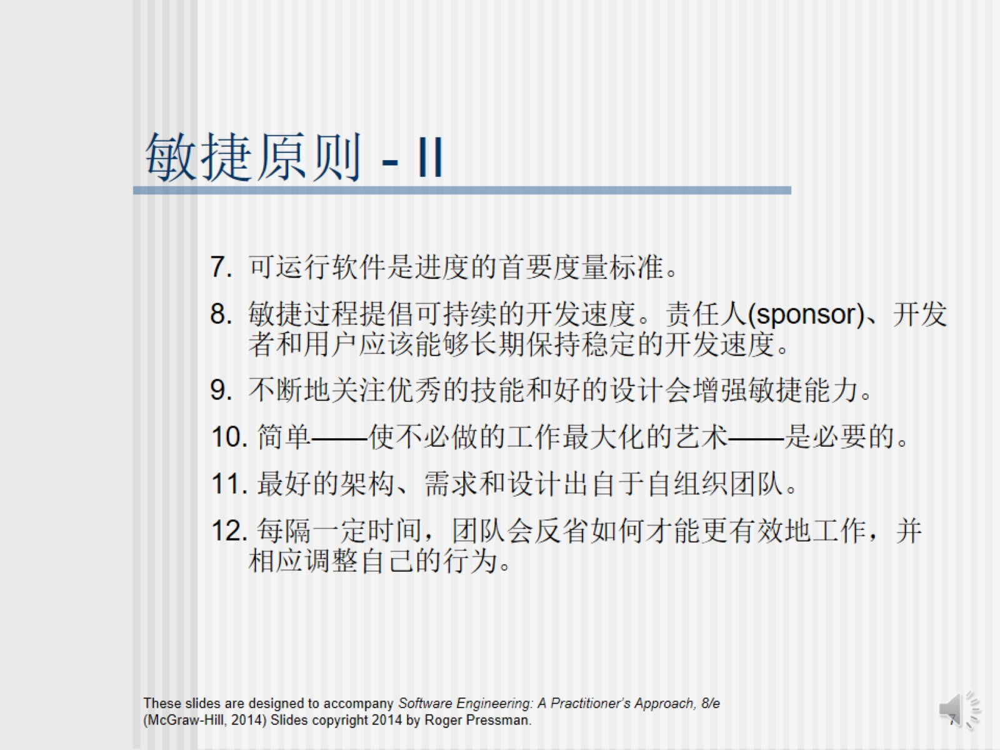 敏捷原则 - II
7. 可运行软件是进度的首要度量标准。
8. 敏捷过程提倡可持续的开发速度。责任人(sponsor)、开发
者和用户应该能够长期保持稳定的开发速度。
9. 不断地关注优秀的技能和好的设计会增强敏捷能力。
10. 简单——使不必做的工作最大化的艺术——是必要的。
11. 最好的架构、需求和设计出自于自组织团队。
12. 每隔一定时间，团队会反省如何才能更有效地工作，并
相应调整自己的行为。
These slides are designed to accompany Software Engineering: A Practitioner's Approach, 8/e
(McGraw-Hill, 2014) Slides copyright 2014 by Roger Pressman.
7